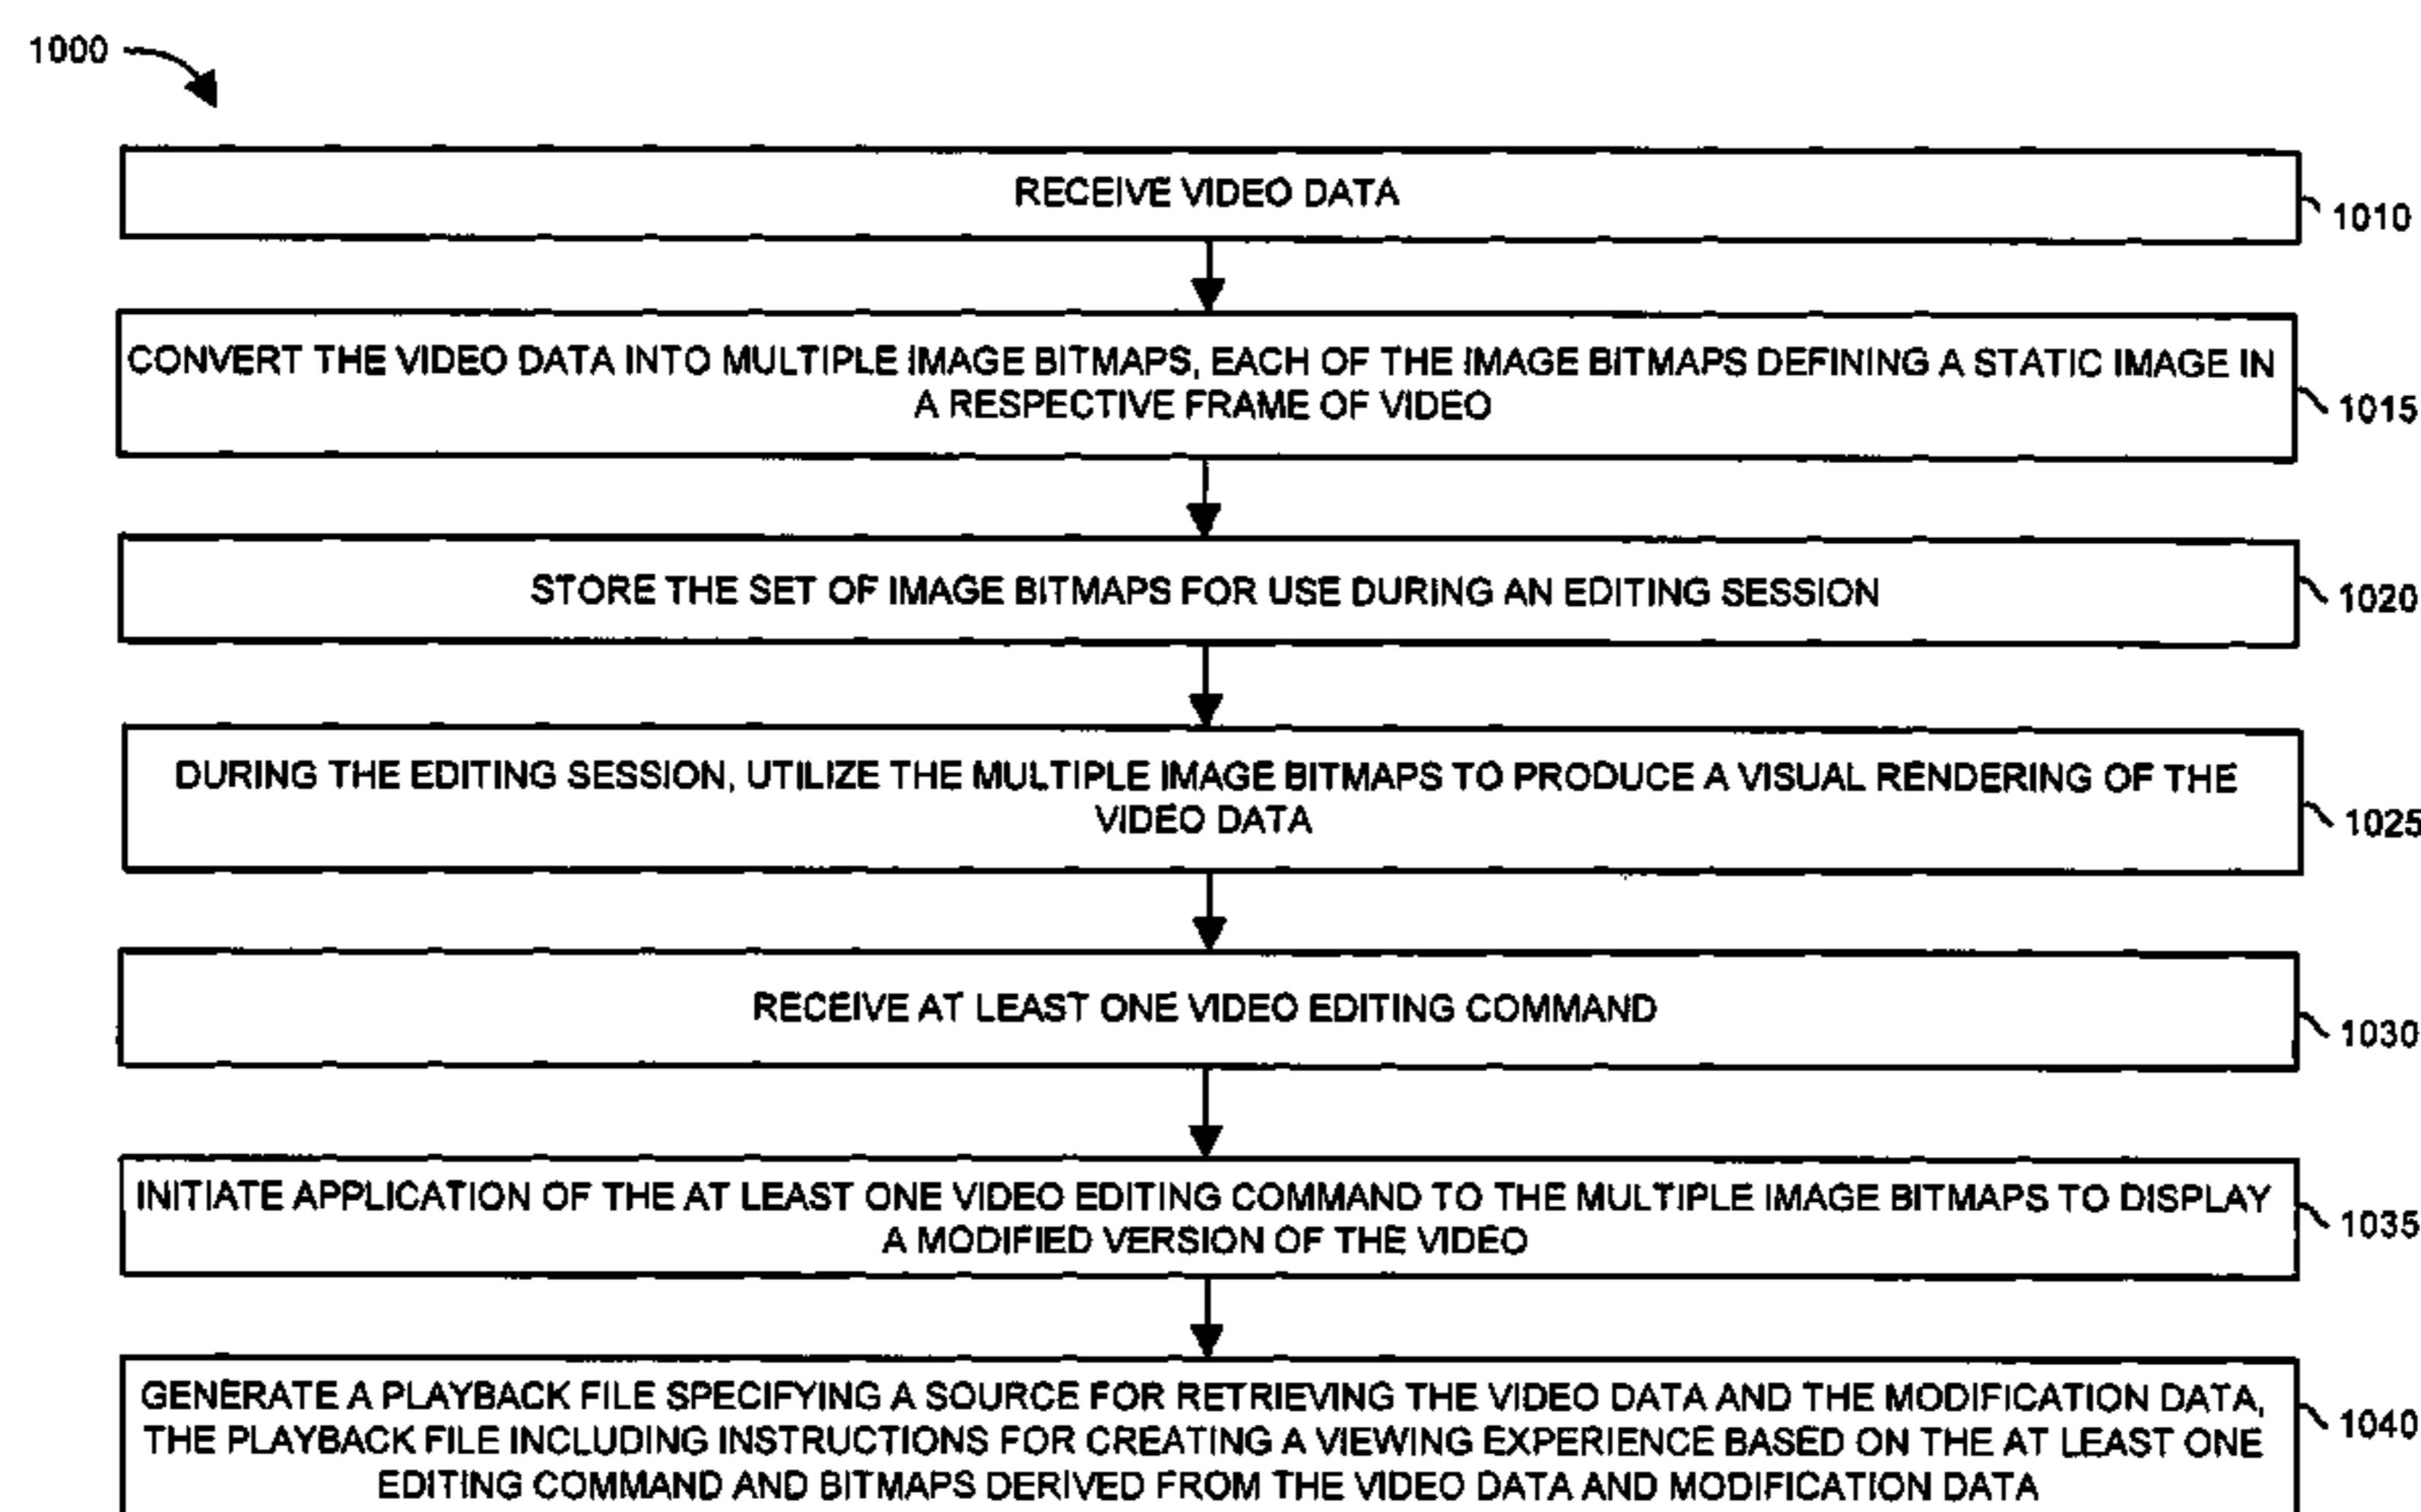 1000
RECEIVE VIDEO DATA
1010
CONVERT THE VIDEO DATA INTO MULTIPLE IMAGE BITMAPS, EACH OF THE IMAGE BITMAPS DEFINING A STATIC IMAGE IN
A RESPECTIVE FRAME OF VIDEO
1015
STORE THE SET OF IMAGE BITMAPS FOR USE DURING AN EDITING SESSION
1020
DURING THE EDITING SESSION, UTILIZE THE MULTIPLE IMAGE BITMAPS TO PRODUCE A VISUAL RENDERING OF THE
VIDEO DATA
1025
RECEIVE AT LEAST ONE VIDEO EDITING COMMAND
1030
INITIATE APPLICATION OF THE AT LEAST ONE VIDEO EDITING COMMAND TO THE MULTIPLE IMAGE BITMAPS TO DISPLAY
A MODIFIED VERSION OF THE VIDEO
1035
GENERATE A PLAYBACK FILE SPECIFYING A SOURCE FOR RETRIEVING THE VIDEO DATA AND THE MODIFICATION DATA,
THE PLAYBACK FILE INCLUDING INSTRUCTIONS FOR CREATING A VIEWING EXPERIENCE BASED ON THE AT LEAST ONE
EDITING COMMAND AND BITMAPS DERIVED FROM THE VIDEO DATA AND MODIFICATION DATA
1040